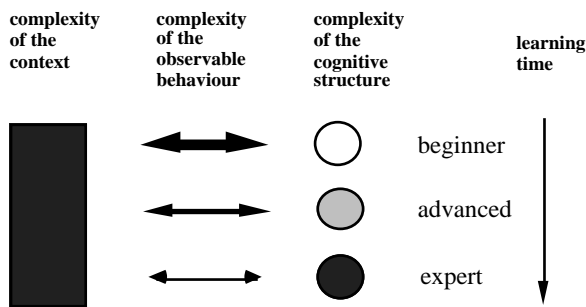 complexity
of the
context
complexity
of the
observable
behaviour
complexity
of the
cognitive
structure
learning
time
beginner
advanced
expert